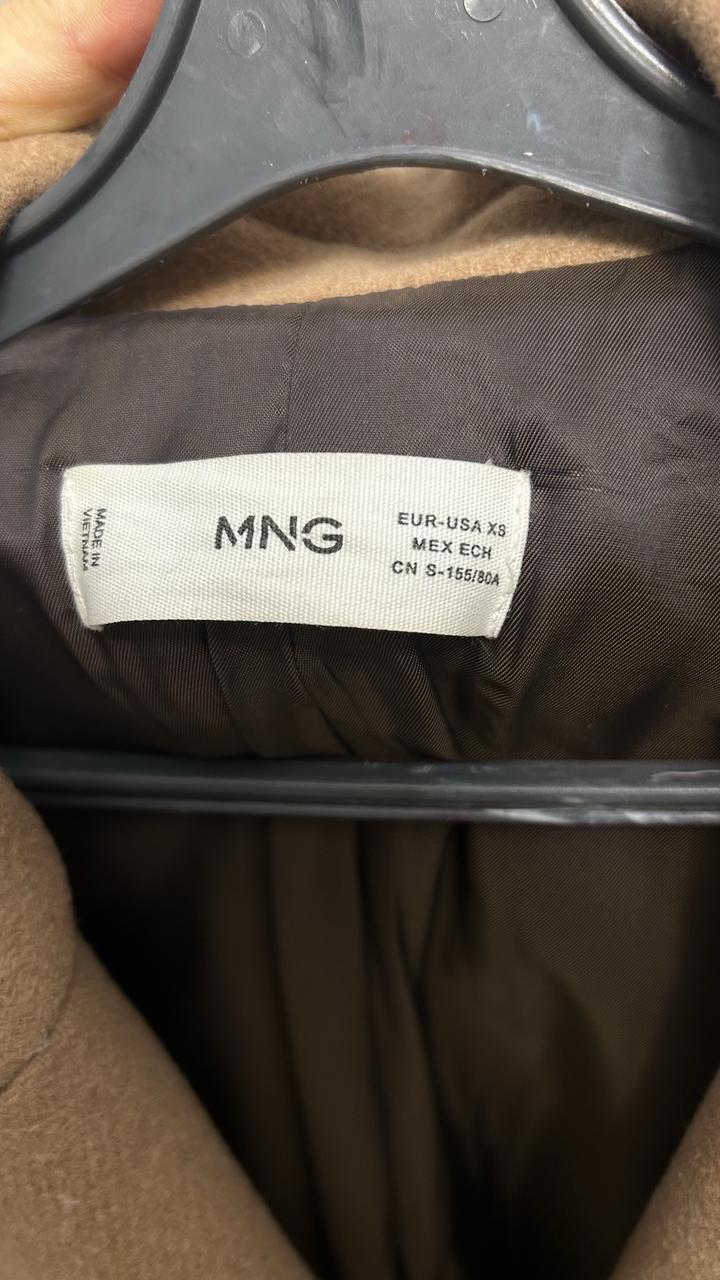 MADE IN
VIETNAM
MNG
EUR-USA XS
MEX ECH
CN S-155/80A